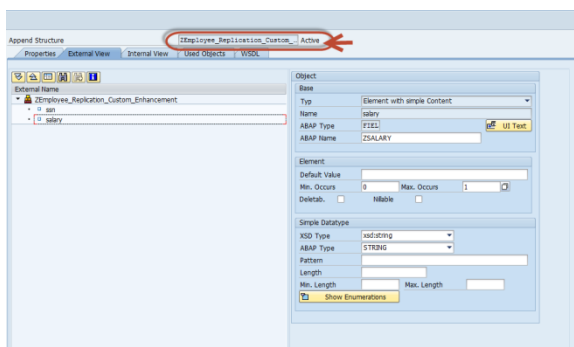 Append Structure ZEmployee_Replication_Custom_. Active
Properties External View Internal View Used Objects WSDL
External Name
ZEmployee_Replication_Custom_Enhancement
ssn
salary
Object
Base
Typ Element with simple Content
Name salary
ABAP Type FIEL UI Text
ABAP Name ZSALARY
Element
Default Value
Min. Occurs 0 Max. Occurs 1
Deletab. Nillable
Simple Datatype
XSD Type xsd:string
ABAP Type STRING
Pattern
Length
Min. Length Max. Length
Show Enumerations